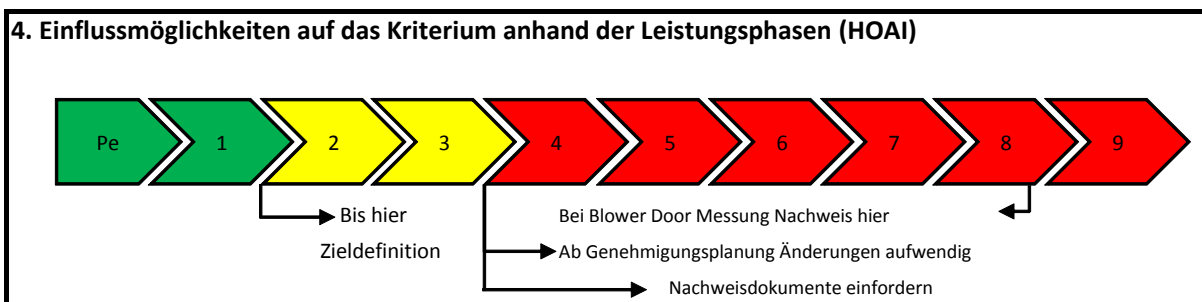 4. Einflussmöglichkeiten auf das Kriterium anhand der Leistungsphasen (HOAI)
Pe 1 2 3 4 5 6 7 8 9
Bis hier Bei Blower Door Messung Nachweis hier
Zieldefinition Ab Genehmigungsplanung Änderungen aufwendig
Nachweisdokumente einfordern